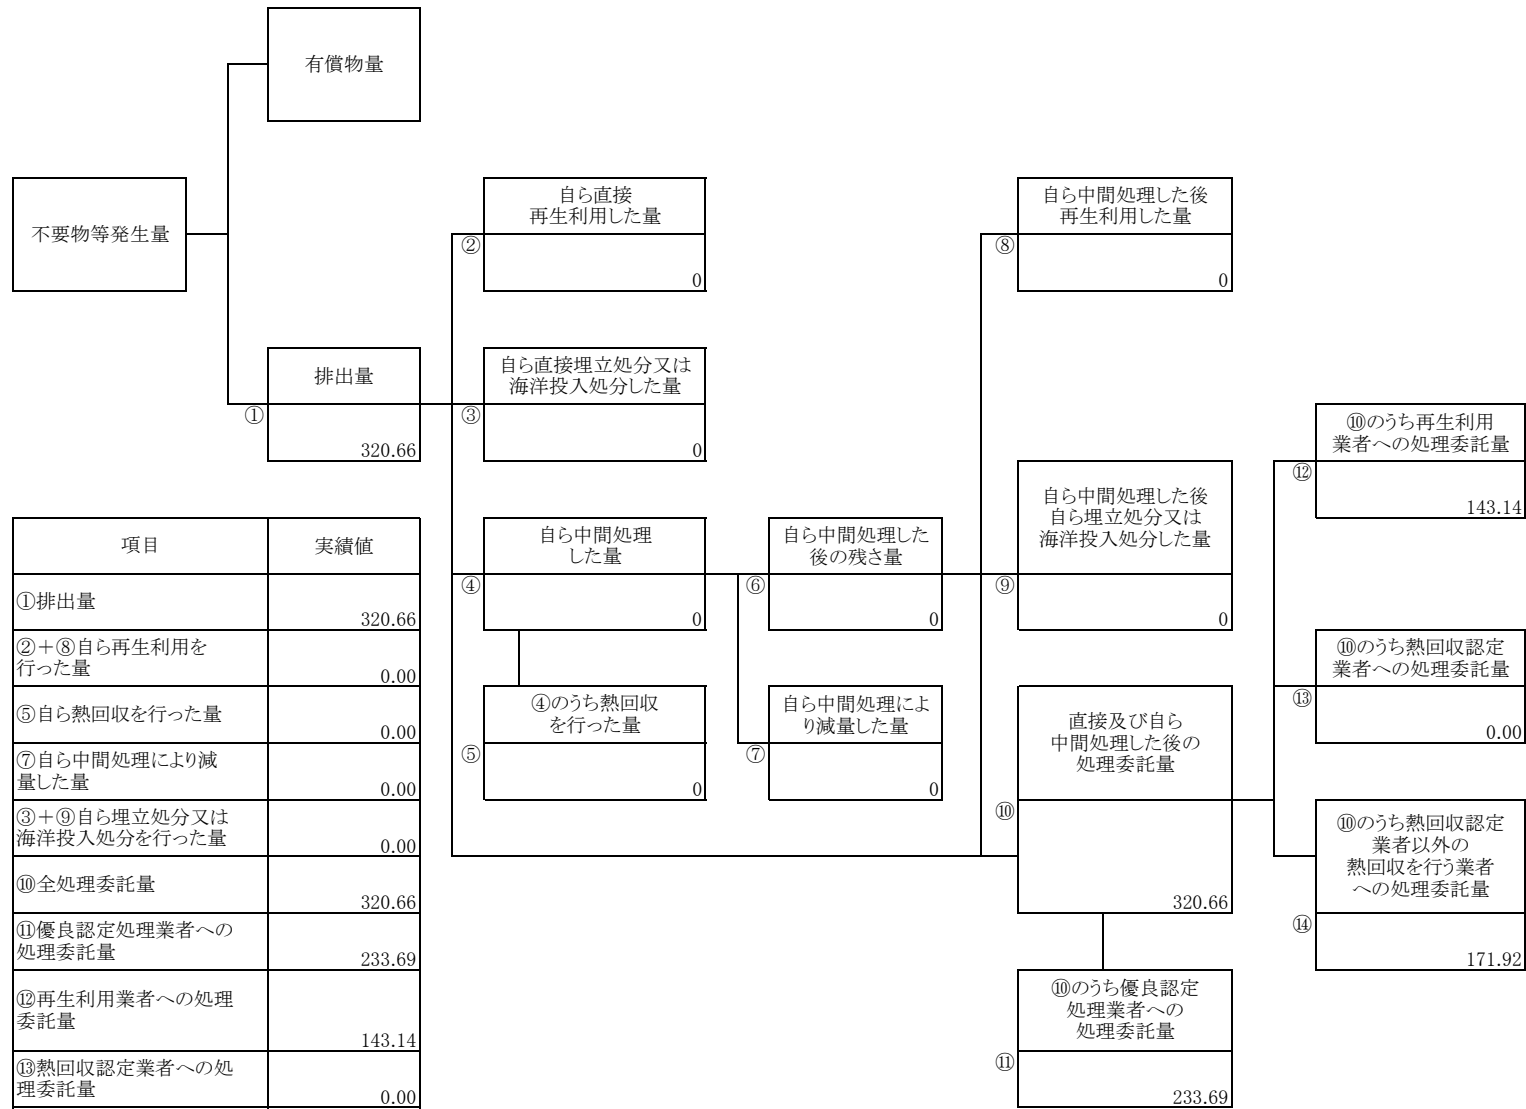 有償物量
不要物等発生量
自ら直接
再生利用した量
②
0
自ら中間処理した後
再生利用した量
⑧
0
排出量
①
320.66
自ら直接埋立処分又は
海洋投入処分した量
③
0
⑩のうち再生利用
業者への処理委託量
⑫
143.14
自ら中間処理
した量
④
0
自ら中間処理した
後の残さ量
⑥
0
自ら中間処理した後
自ら埋立処分又は
海洋投入処分した量
⑨
0
⑩のうち熱回収認定
業者への処理委託量
⑬
0.00
④のうち熱回収
を行った量
⑤
0
自ら中間処理によ
り減量した量
⑦
0
直接及び自ら
中間処理した後の
処理委託量
⑩
320.66
⑩のうち熱回収認定
業者以外の
熱回収を行う業者
への処理委託量
⑭
171.92
⑩のうち優良認定
処理業者への
処理委託量
⑪
233.69
項目
実績値
①排出量
320.66
②+⑧自ら再生利用を
行った量
0.00
⑤自ら熱回収を行った量
0.00
⑦自ら中間処理により減
量した量
0.00
③+⑨自ら埋立処分又は
海洋投入処分を行った量
0.00
⑩全処理委託量
320.66
⑪優良認定処理業者への
処理委託量
233.69
⑫再生利用業者への処理
委託量
143.14
⑬熱回収認定業者への処
理委託量
0.00